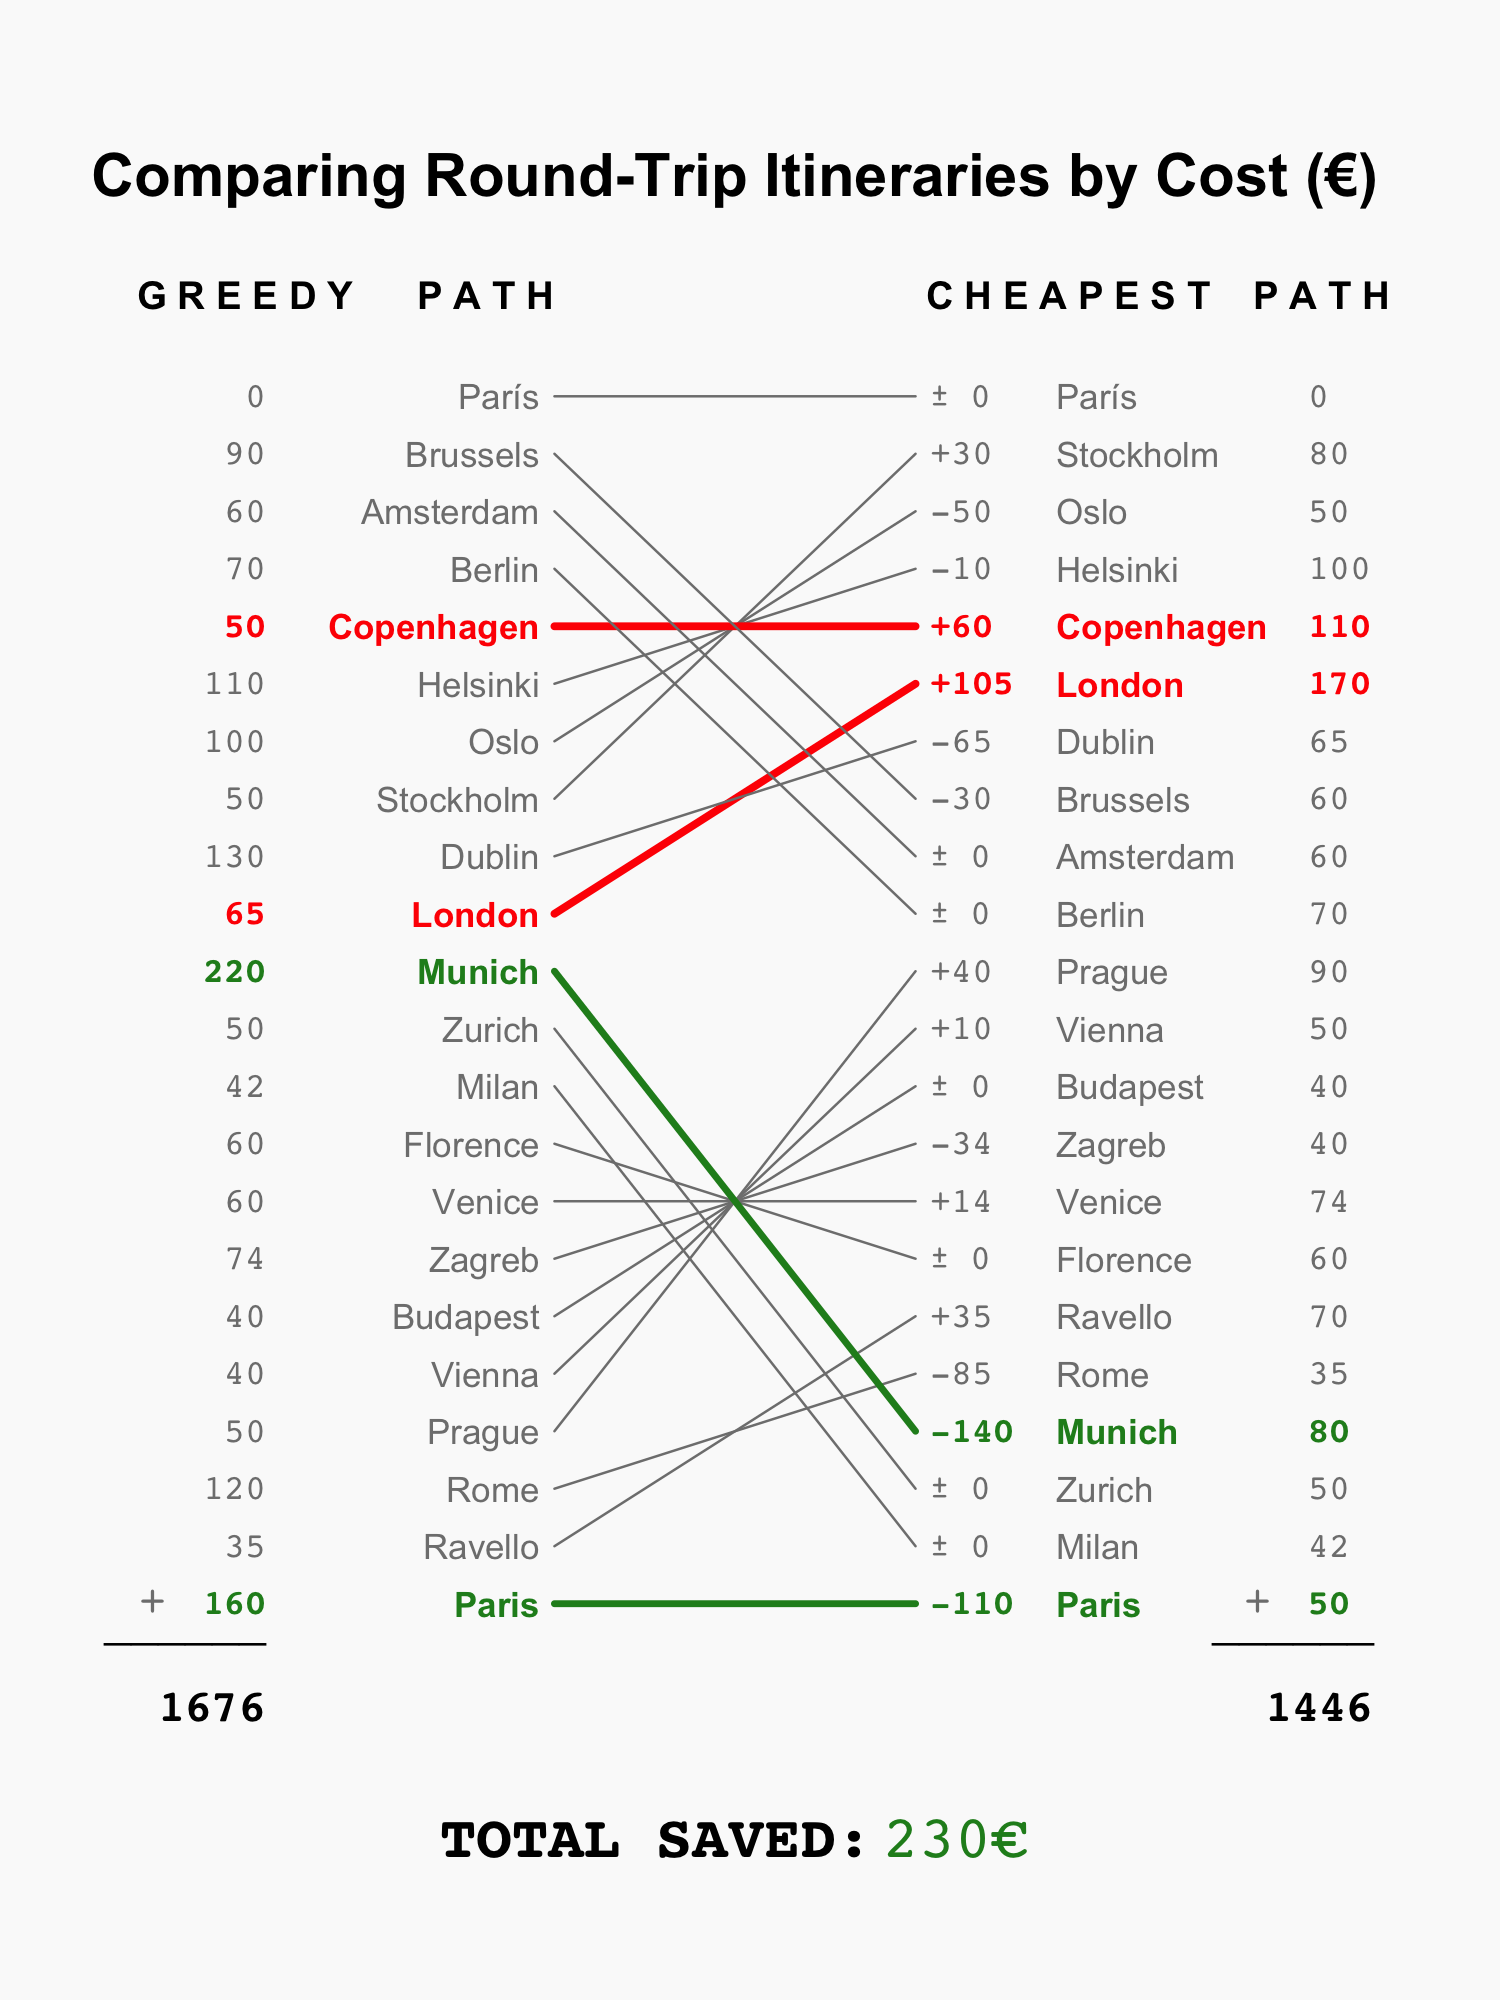 Comparing Round-Trip Itineraries by Cost (€)
GREEDY PATH CHEAPEST PATH
0 París ± 0 París 0
90 Brussels +30 Stockholm 80
60 Amsterdam −50 Oslo 50
70 Berlin −10 Helsinki 100
50 Copenhagen +60 Copenhagen 110
110 Helsinki +105 London 170
100 Oslo −65 Dublin 65
50 Stockholm −30 Brussels 60
130 Dublin ± 0 Amsterdam 60
65 London ± 0 Berlin 70
220 Munich +40 Prague 90
50 Zurich +10 Vienna 50
42 Milan ± 0 Budapest 40
60 Florence −34 Zagreb 40
60 Venice +14 Venice 74
74 Zagreb ± 0 Florence 60
40 Budapest +35 Ravello 70
40 Vienna −85 Rome 35
50 Prague −140 Munich 80
120 Rome ± 0 Zurich 50
35 Ravello ± 0 Milan 42
+ 160 Paris −110 Paris + 50
1676 1446
TOTAL SAVED: 230€